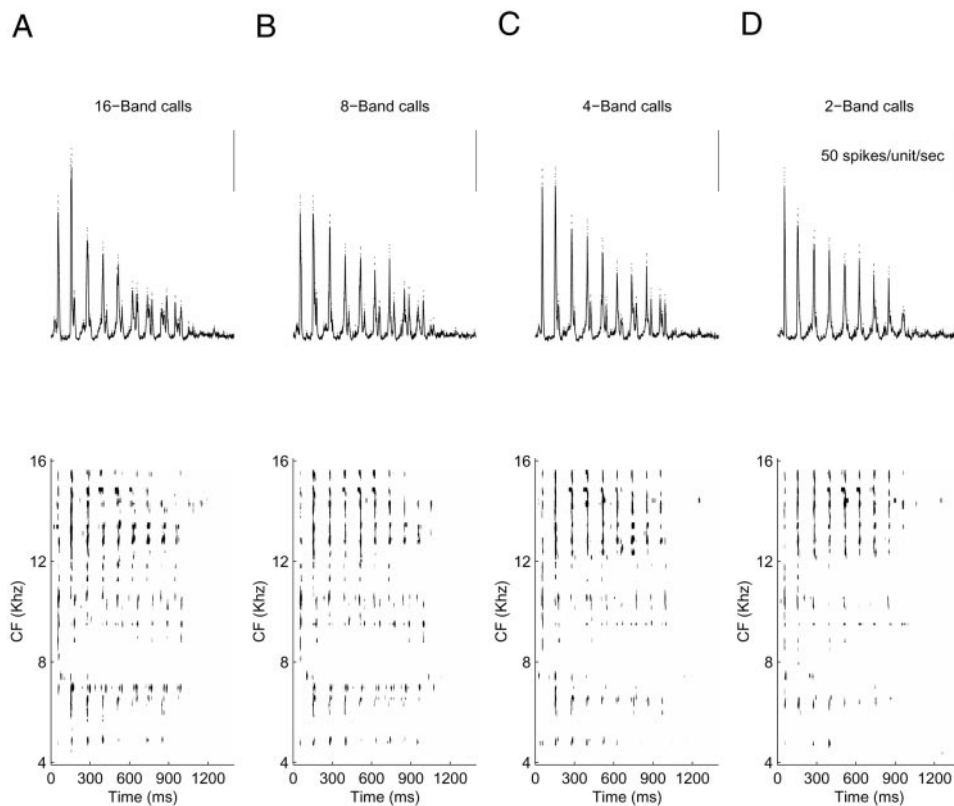 A
B
C
D
16−Band calls
8−Band calls
4−Band calls
2−Band calls
50 spikes/unit/sec
16
12
8
4
CF (Khz)
0 300 600 900 1200
Time (ms)
16
12
8
4
CF (Khz)
0 300 600 900 1200
Time (ms)
16
12
8
4
CF (Khz)
0 300 600 900 1200
Time (ms)
16
12
8
4
CF (Khz)
0 300 600 900 1200
Time (ms)